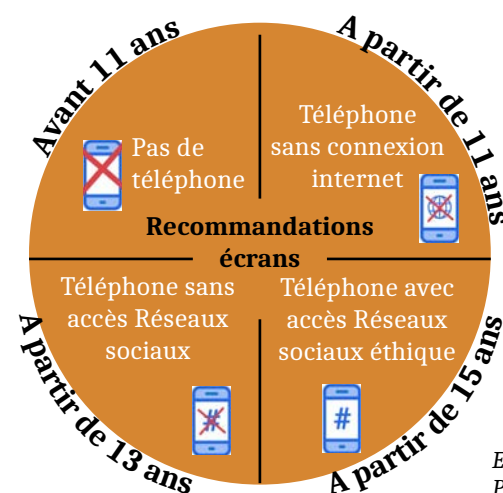 Avant 11 ans
A partir de 11 ans
Pas de
téléphone
Téléphone
sans connexion
internet
Recommandations
écrans
Téléphone sans
accès Réseaux
sociaux
Téléphone avec
accès Réseaux
sociaux éthique
#
#
A partir de 13 ans
A partir de 15 ans